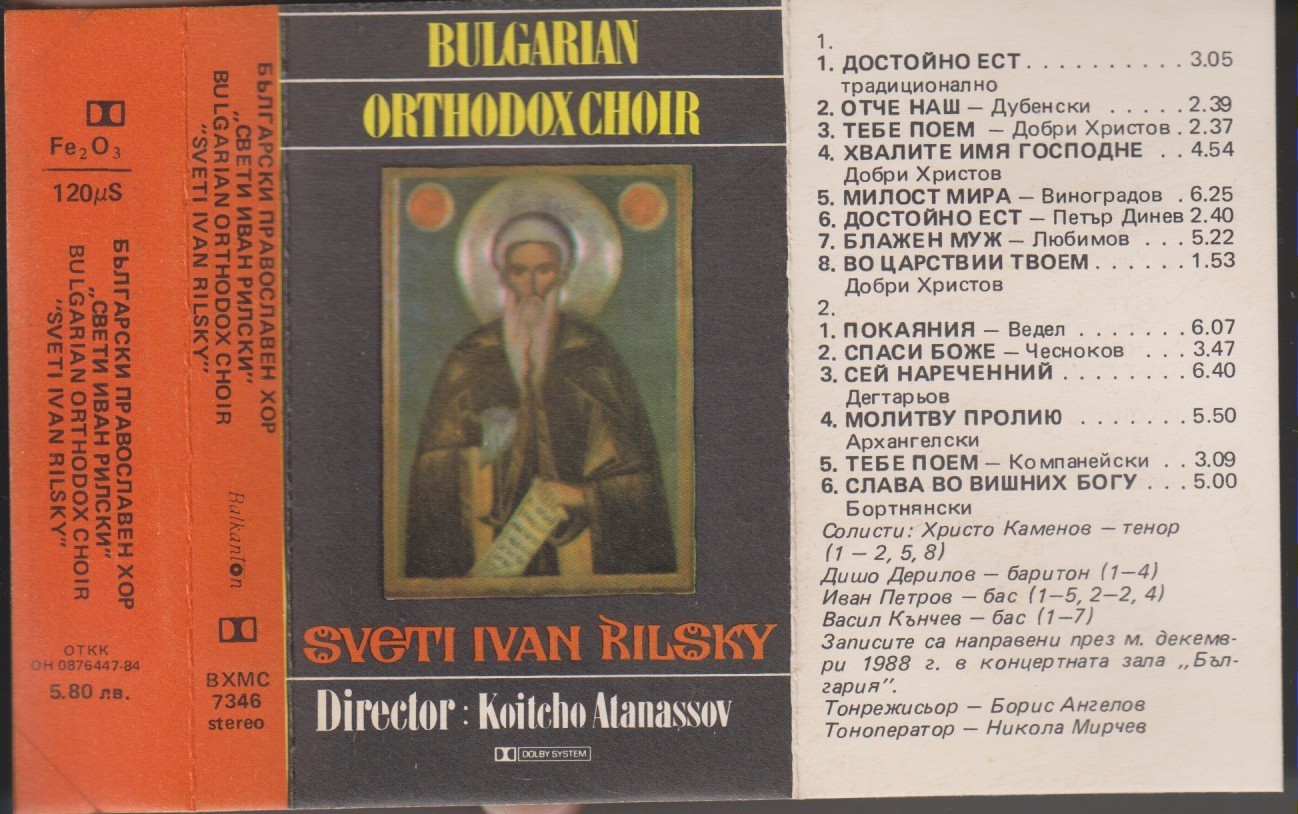 Fe₂O₃
120µS
БЪЛГАРСКИ ПРАВОСЛАВЕН ХОР
„СВЕТИ ИВАН РИЛСКИ"
BULGARIAN ORTHODOX CHOIR
"SVETI IVAN RILSKY"
ОТКК
ОН 0876447-84
5.80 лв.
БЪЛГАРСКИ ПРАВОСЛАВЕН ХОР
„СВЕТИ ИВАН РИЛСКИ"
BULGARIAN ORTHODOX CHOIR
"SVETI IVAN RILSKY"
Balkanton
ВХМС
7346
stereo
BULGARIAN
ORTHODOX CHOIR
SVETI IVAN RILSKY
Director : Koitcho Atanassov
DOLBY SYSTEM
1.
1. ДОСТОЙНО ЕСТ . . . . . . . . . . 3.05
традиционално
2. ОТЧЕ НАШ — Дубенски . . . . . 2.39
3. ТЕБЕ ПОЕМ — Добри Христов . 2.37
4. ХВАЛИТЕ ИМЯ ГОСПОДНЕ . . 4.54
Добри Христов
5. МИЛОСТ МИРА — Виноградов . 6.25
6. ДОСТОЙНО ЕСТ — Петър Динев 2.40
7. БЛАЖЕН МУЖ — Любимов . . . 5.22
8. ВО ЦАРСТВИИ ТВОЕМ . . . . . . 1.53
Добри Христов
2.
1. ПОКАЯНИЯ — Ведел . . . . . . . 6.07
2. СПАСИ БОЖЕ — Чесноков . . . 3.47
3. СЕЙ НАРЕЧЕННИЙ . . . . . . . . 6.40
Дегтарьов
4. МОЛИТВУ ПРОЛИЮ . . . . . . . 5.50
Архангелски
5. ТЕБЕ ПОЕМ — Компанейски . . 3.09
6. СЛАВА ВО ВИШНИХ БОГУ . . . 5.00
Бортнянски
Солисти: Христо Каменов — тенор
(1 — 2, 5, 8)
Дишо Дерилов — баритон (1—4)
Иван Петров — бас (1—5, 2—2, 4)
Васил Кънчев — бас (1—7)
Записите са направени през м. декемв-
ри 1988 г. в концертната зала „Бъл-
гария".
Тонрежисьор — Борис Ангелов
Тоноператор — Никола Мирчев